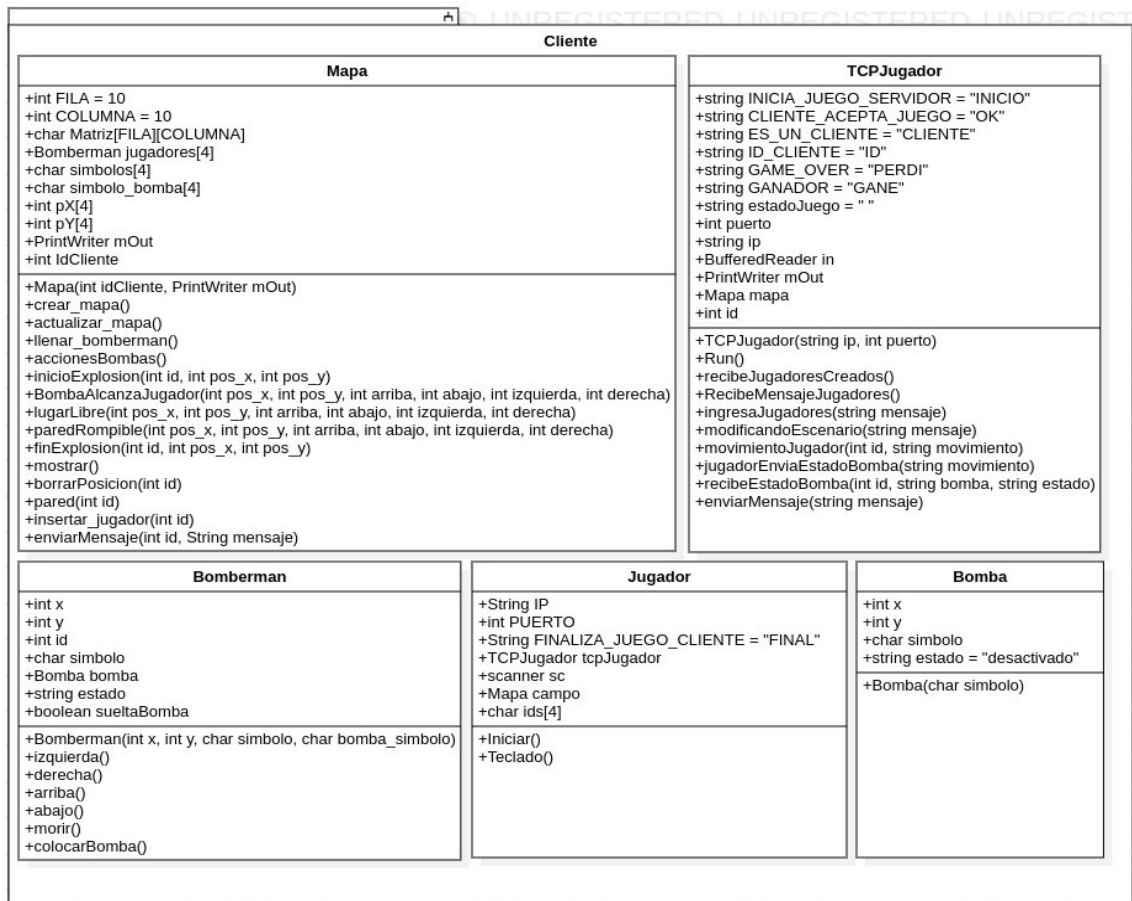 D UNREGISTERED UNREGISTERED UNREGIST
Cliente
Mapa
+int FILA = 10
+int COLUMNA = 10
+char Matriz[FILA][COLUMNA]
+Bomberman jugadores[4]
+char simbolos[4]
+char simbolo_bomba[4]
+int pX[4]
+int pY[4]
+PrintWriter mOut
+int IdCliente
+Mapa(int idCliente, PrintWriter mOut)
+crear_mapa()
+actualizar_mapa()
+llenar_bomberman()
+accionesBombas()
+inicioExplosion(int id, int pos_x, int pos_y)
+BombaAlcanzaJugador(int pos_x, int pos_y, int arriba, int abajo, int izquierda, int derecha)
+lugarLibre(int pos_x, int pos_y, int arriba, int abajo, int izquierda, int derecha)
+paredRompible(int pos_x, int pos_y, int arriba, int abajo, int izquierda, int derecha)
+finExplosion(int id, int pos_x, int pos_y)
+mostrar()
+borrarPosicion(int id)
+pared(int id)
+insertar_jugador(int id)
+enviarMensaje(int id, String mensaje)
TCPJugador
+string INICIA_JUEGO_SERVIDOR = "INICIO"
+string CLIENTE_ACEPTA_JUEGO = "OK"
+string ES_UN_CLIENTE = "CLIENTE"
+string ID_CLIENTE = "ID"
+string GAME_OVER = "PERDI"
+string GANADOR = "GANE"
+string estadoJuego = " "
+int puerto
+string ip
+BufferedReader in
+PrintWriter mOut
+Mapa mapa
+int id
+TCPJugador(string ip, int puerto)
+Run()
+recibeJugadoresCreados()
+RecibeMensajeJugadores()
+ingresaJugadores(string mensaje)
+modificandoEscenario(string mensaje)
+movimientoJugador(int id, string movimiento)
+jugadorEnviaEstadoBomba(string movimiento)
+recibeEstadoBomba(int id, string bomba, string estado)
+enviarMensaje(string mensaje)
Bomberman
+int x
+int y
+int id
+char simbolo
+Bomba bomba
+string estado
+boolean sueltaBomba
+Bomberman(int x, int y, char simbolo, char bomba_simbolo)
+izquierda()
+derecha()
+arriba()
+abajo()
+morir()
+colocarBomba()
Jugador
+String IP
+int PUERTO
+String FINALIZA_JUEGO_CLIENTE = "FINAL"
+TCPJugador tcpJugador
+scanner sc
+Mapa campo
+char ids[4]
+Iniciar()
+Teclado()
Bomba
+int x
+int y
+char simbolo
+string estado = "desactivado"
+Bomba(char simbolo)